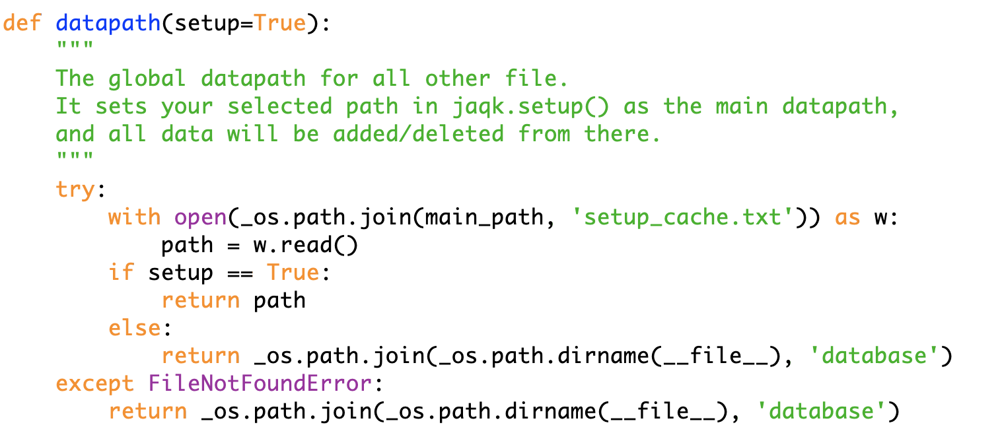 def datapath(setup=True):
    """
    The global datapath for all other file.
    It sets your selected path in jaqk.setup() as the main datapath,
    and all data will be added/deleted from there.
    """
    try:
        with open(_os.path.join(main_path, 'setup_cache.txt')) as w:
            path = w.read()
        if setup == True:
            return path
        else:
            return _os.path.join(_os.path.dirname(__file__), 'database')
    except FileNotFoundError:
        return _os.path.join(_os.path.dirname(__file__), 'database')